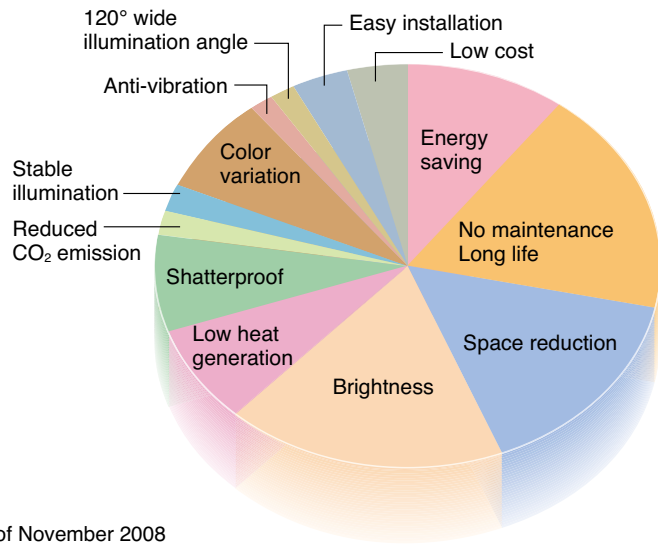 120° wide
illumination angle
Easy installation
Low cost
Anti-vibration
Energy
saving
Color
variation
Stable
illumination
No maintenance
Long life
Reduced
CO₂ emission
Shatterproof
Low heat
generation
Space reduction
Brightness
of November 2008